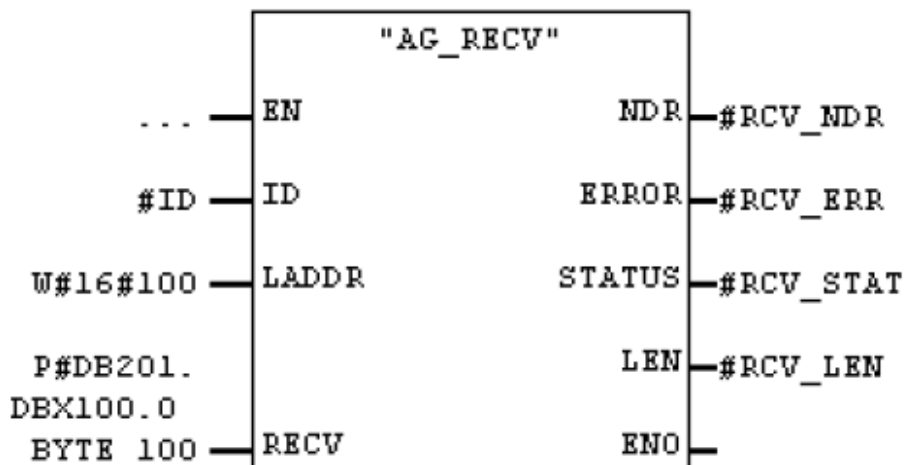 "AG_RECV"
... EN NDR #RCV_NDR
#ID ID ERROR #RCV_ERR
W#16#100 LADDR STATUS #RCV_STAT
P#DB201. LEN #RCV_LEN
DBX100.0
BYTE 100 RECV ENO